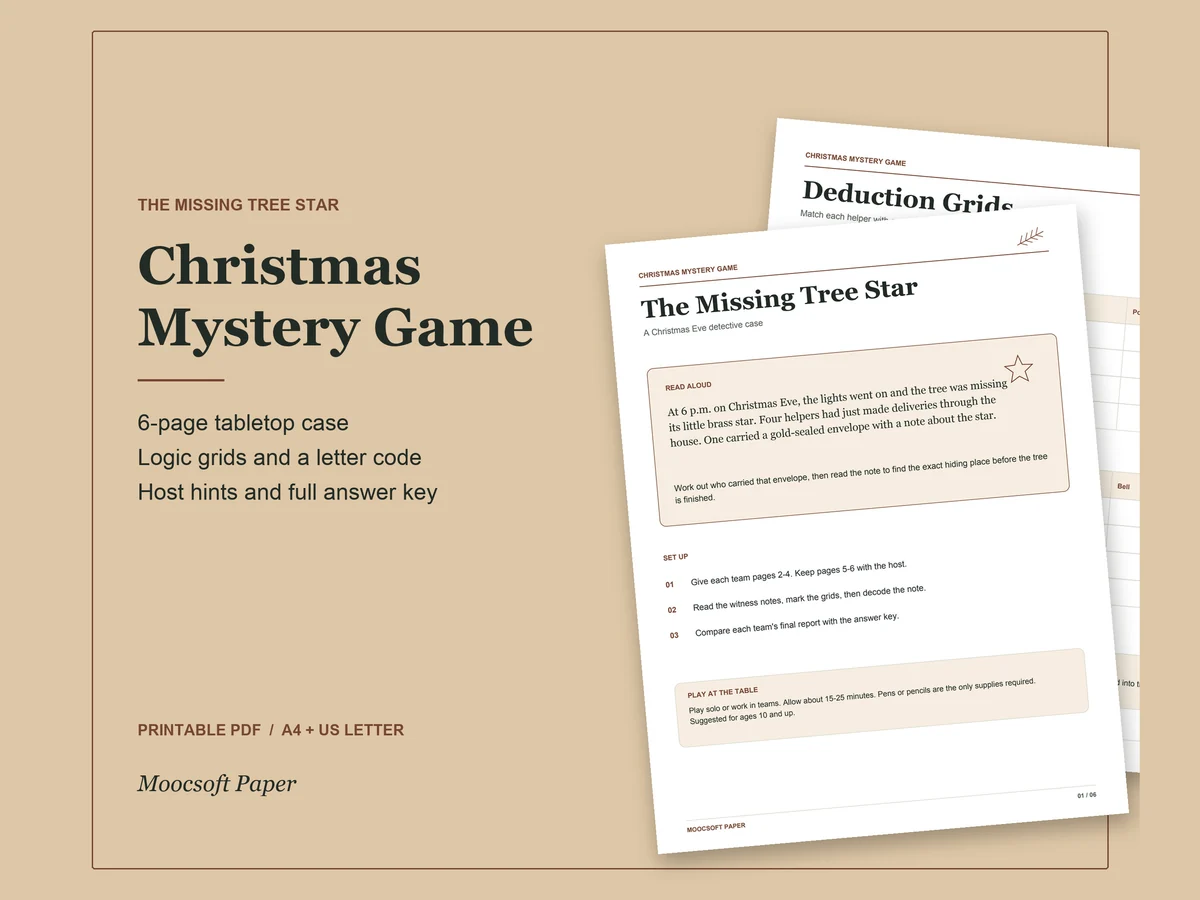 THE MISSING TREE STAR
Christmas
Mystery Game
6-page tabletop case
Logic grids and a letter code
Host hints and full answer key
PRINTABLE PDF / A4 + US LETTER
Moocsoft Paper
CHRISTMAS MYSTERY GAME
Deduction Grids
Match each helper
Bell
into
CHRISTMAS MYSTERY GAME
The Missing Tree Star
A Christmas Eve detective case
READ ALOUD
At 6 p.m. on Christmas Eve, the lights went on and the tree was missing
its little brass star. Four helpers had just made deliveries through the
house. One carried a gold-sealed envelope with a note about the star.
Work out who carried that envelope, then read the note to find the exact hiding place before the tree
is finished.
SET UP
01 Give each team pages 2-4. Keep pages 5-6 with the host.
02 Read the witness notes, mark the grids, then decode the note.
03 Compare each team's final report with the answer key.
PLAY AT THE TABLE
Play solo or work in teams. Allow about 15-25 minutes. Pens or pencils are the only supplies required.
Suggested for ages 10 and up.
MOOCSOFT PAPER
01 / 06